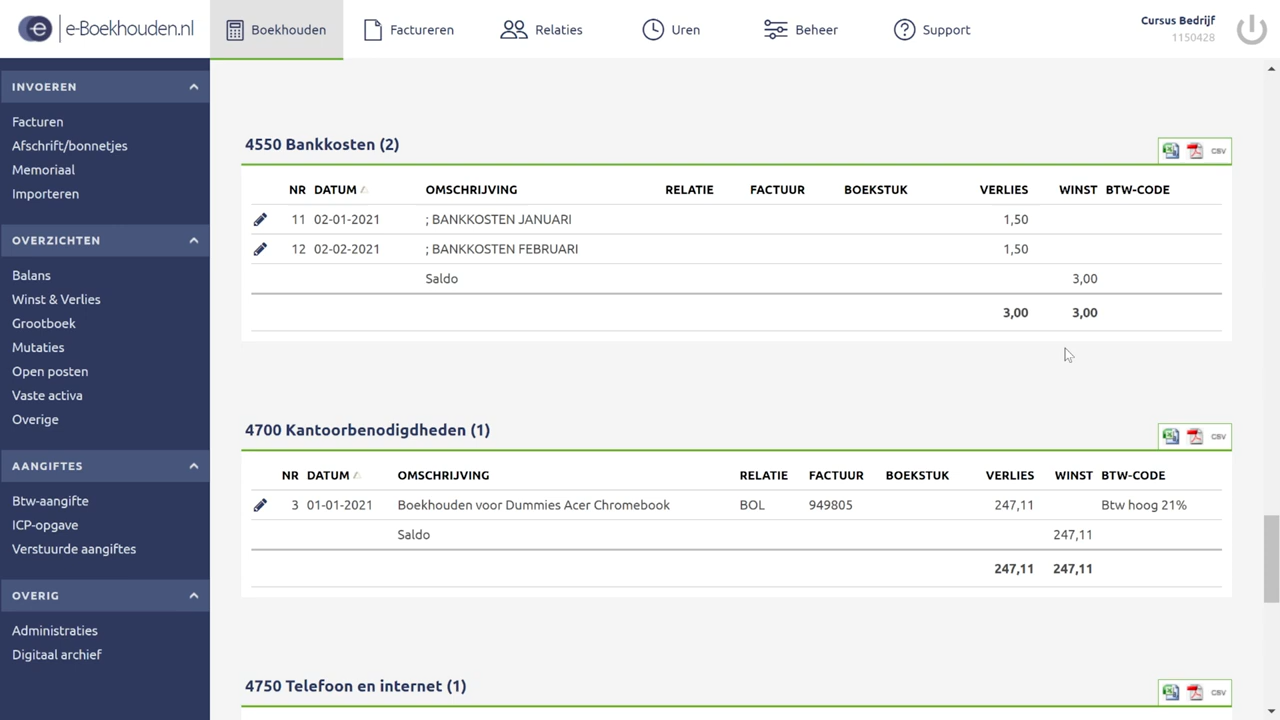 e-Boekhouden.nl
Boekhouden
Factureren
Relaties
Uren
Beheer
Support
Cursus Bedrijf
1150428
INVOEREN
Facturen
Afschrift/bonnetjes
Memoriaal
Importeren
OVERZICHTEN
Balans
Winst & Verlies
Grootboek
Mutaties
Open posten
Vaste activa
Overige
AANGIFTES
Btw-aangifte
ICP-opgave
Verstuurde aangiftes
OVERIG
Administraties
Digitaal archief
4550 Bankkosten (2)
CSV
NR DATUM OMSCHRIJVING RELATIE FACTUUR BOEKSTUK VERLIES WINST BTW-CODE
11 02-01-2021 ; BANKKOSTEN JANUARI 1,50
12 02-02-2021 ; BANKKOSTEN FEBRUARI 1,50
Saldo 3,00
3,00 3,00
4700 Kantoorbenodigdheden (1)
CSV
NR DATUM OMSCHRIJVING RELATIE FACTUUR BOEKSTUK VERLIES WINST BTW-CODE
3 01-01-2021 Boekhouden voor Dummies Acer Chromebook BOL 949805 247,11 Btw hoog 21%
Saldo 247,11
247,11 247,11
4750 Telefoon en internet (1)
CSV